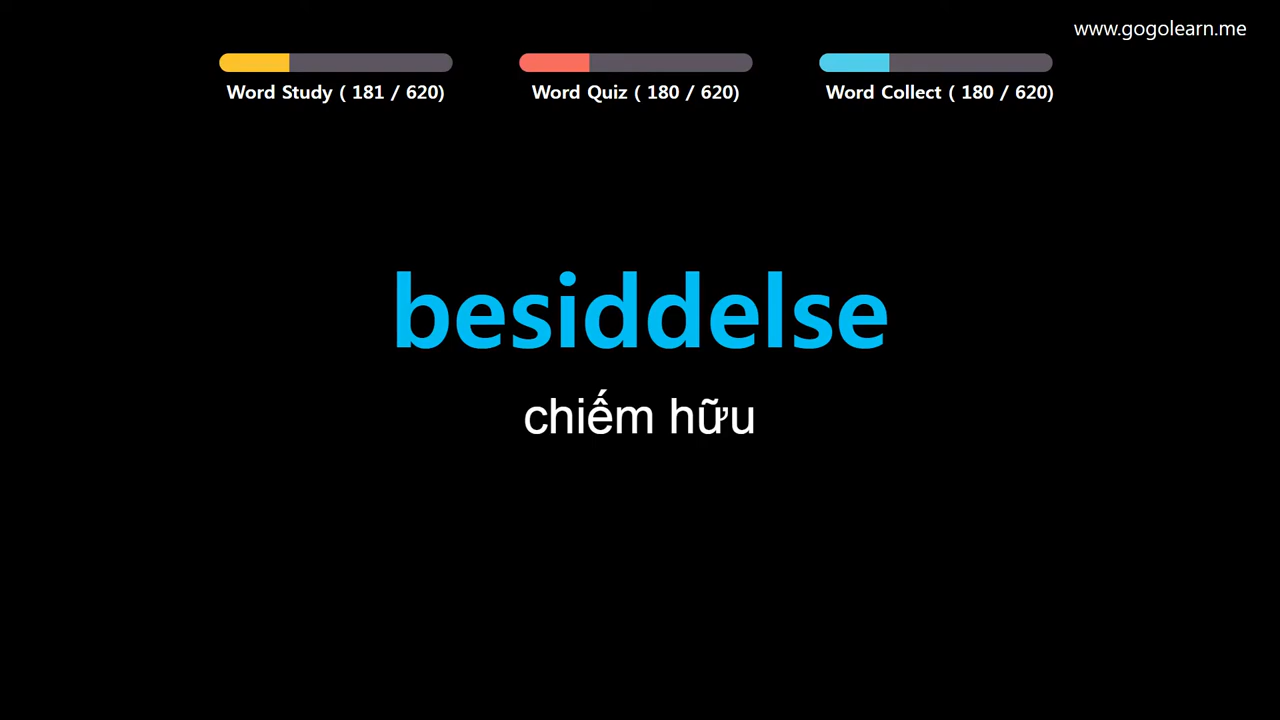 www.gogolearn.me
Word Study ( 181 / 620)
Word Quiz ( 180 / 620)
Word Collect ( 180 / 620)
besiddelse
chiếm hữu